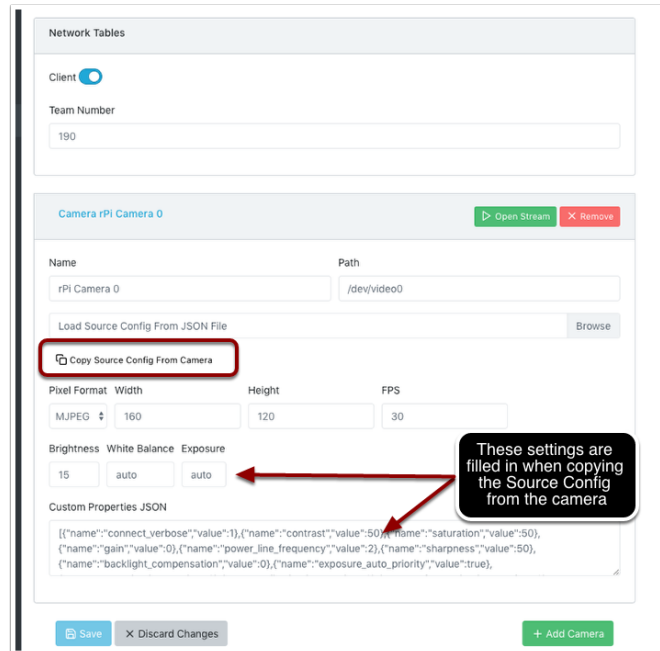 Network Tables
Client
Team Number
190
Camera rPi Camera 0
Open Stream
Remove
Name
Path
rPi Camera 0
/dev/video0
Load Source Config From JSON File
Browse
Copy Source Config From Camera
Pixel Format Width Height FPS
MJPEG 160 120 30
Brightness White Balance Exposure
15 auto auto
These settings are
filled in when copying
the Source Config
from the camera
Custom Properties JSON
[{"name":"connect_verbose","value":1},{"name":"contrast","value":50},{"name":"saturation","value":50},
{"name":"gain","value":0},{"name":"power_line_frequency","value":2},{"name":"sharpness","value":50},
{"name":"backlight_compensation","value":0},{"name":"exposure_auto_priority","value":true},
Save
Discard Changes
+ Add Camera